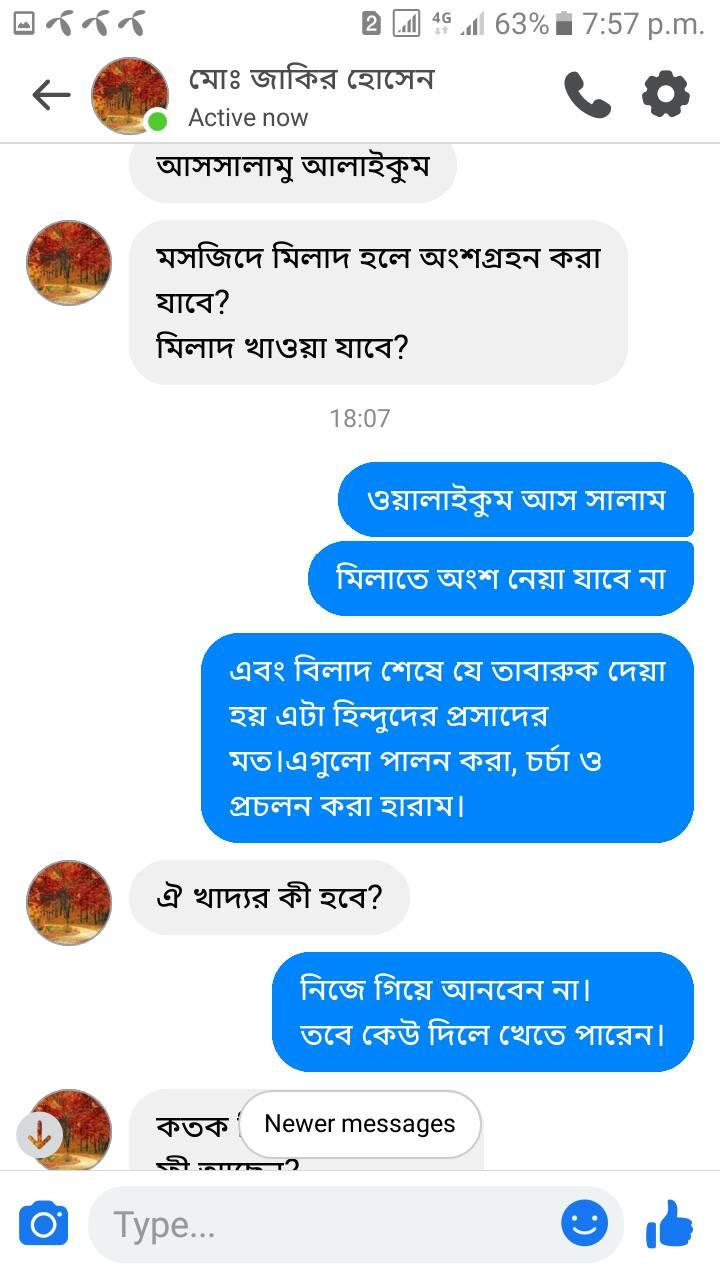 2 4G 63% 7:57 p.m.
মোঃ জাকির হোসেন
Active now
আসসালামু আলাইকুম
মসজিদে মিলাদ হলে অংশগ্রহন করা
যাবে?
মিলাদ খাওয়া যাবে?
18:07
ওয়ালাইকুম আস সালাম
মিলাতে অংশ নেয়া যাবে না
এবং বিলাদ শেষে যে তাবারুক দেয়া
হয় এটা হিন্দুদের প্রসাদের
মত।এগুলো পালন করা, চর্চা ও
প্রচলন করা হারাম।
ঐ খাদ্যর কী হবে?
নিজে গিয়ে আনবেন না।
তবে কেউ দিলে খেতে পারেন।
কতক
Newer messages
Type...